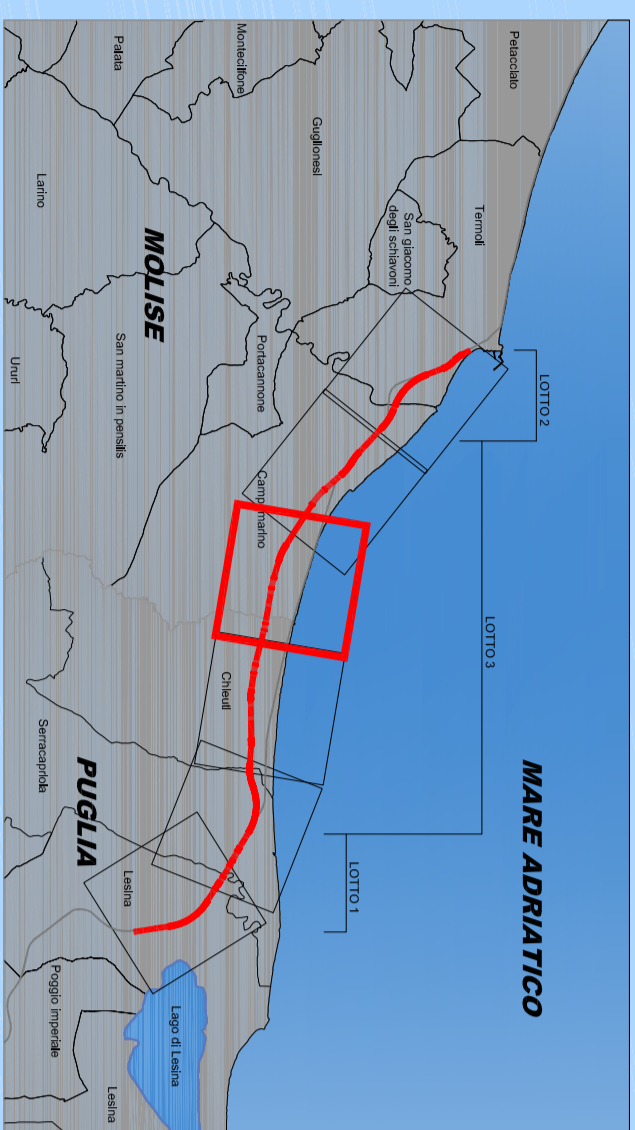 Petacciato
Montecilfone
Palata
Guglionesi
Termoli
San giacomo
degli schiavoni
Larino
MOLISE
LOTTO 2
Portacannone
San martino in pensilis
Ururi
Campomarino
LOTTO 3
Chieuti
Serracapriola
PUGLIA
MARE ADRIATICO
LOTTO 1
Lesina
Poggio imperiale
Lago di Lesina
Lesina